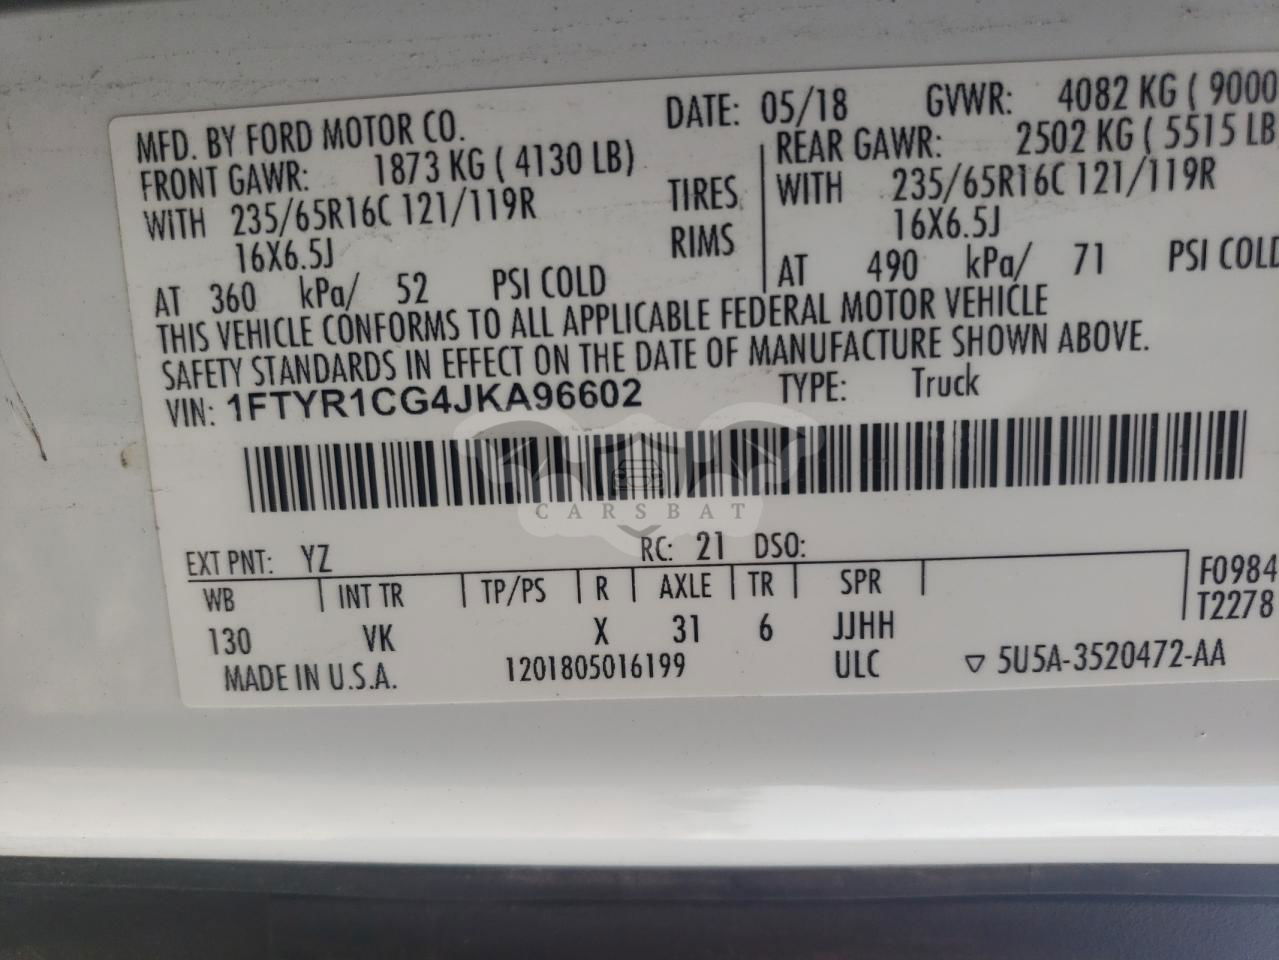 MFD. BY FORD MOTOR CO. DATE: 05/18 GVWR: 4082 KG ( 9000
FRONT GAWR: 1873 KG ( 4130 LB) REAR GAWR: 2502 KG ( 5515 LB
WITH 235/65R16C 121/119R TIRES WITH 235/65R16C 121/119R
16X6.5J RIMS 16X6.5J
AT 360 kPa/ 52 PSI COLD AT 490 kPa/ 71 PSI COLD
THIS VEHICLE CONFORMS TO ALL APPLICABLE FEDERAL MOTOR VEHICLE
SAFETY STANDARDS IN EFFECT ON THE DATE OF MANUFACTURE SHOWN ABOVE.
VIN: 1FTYR1CG4JKA96602 TYPE: Truck
CARSBAT
EXT PNT: YZ RC: 21 DSO:
WB INT TR TP/PS R AXLE TR SPR F0984
130 VK X 31 6 JJHH T2278
MADE IN U.S.A. 1201805016199 ULC ▽ 5U5A-3520472-AA